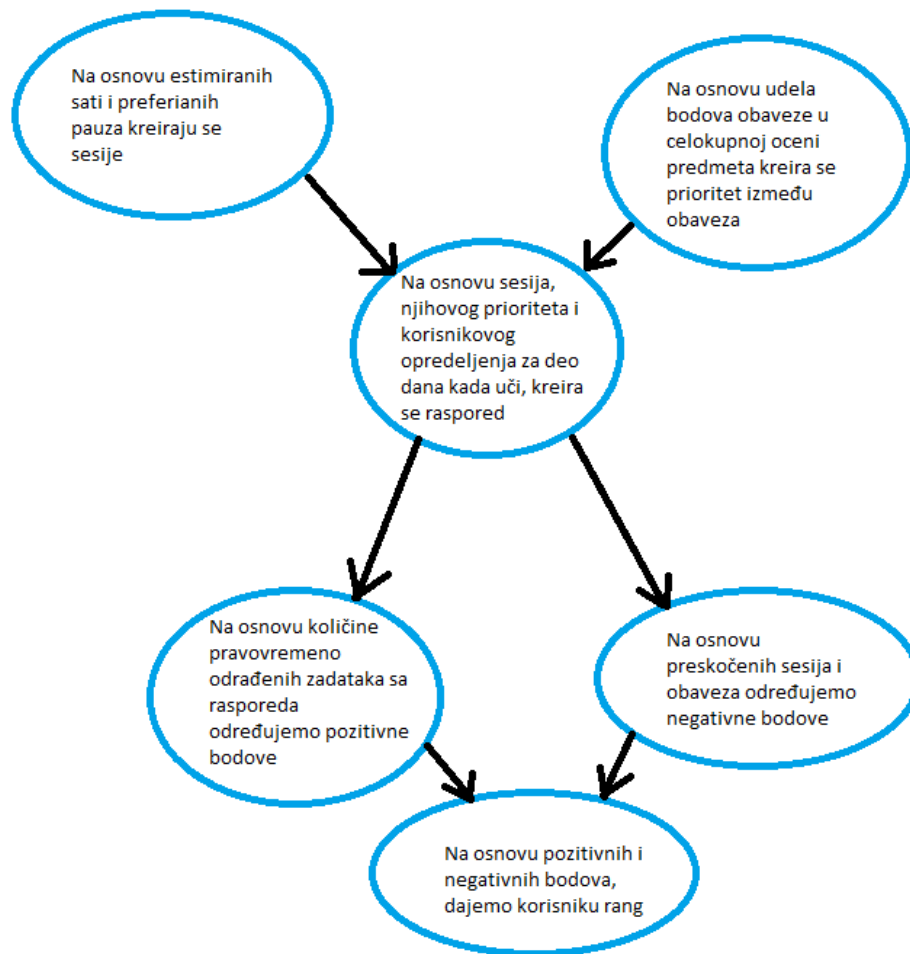 Na osnovu estimiranih
sati i preferianih
pauza kreiraju se
sesije
Na osnovu udela
bodova obaveze u
celokupnoj oceni
predmeta kreira se
prioritet između
obaveza
Na osnovu sesija,
njihovog prioriteta i
korisnikovog
opredeljenja za deo
dana kada uči, kreira
se raspored
Na osnovu količine
pravovremeno
odrađenih zadataka sa
rasporeda
određujemo pozitivne
bodove
Na osnovu
preskočenih sesija i
obaveza određujemo
negativne bodove
Na osnovu pozitivnih i
negativnih bodova,
dajemo korisniku rang